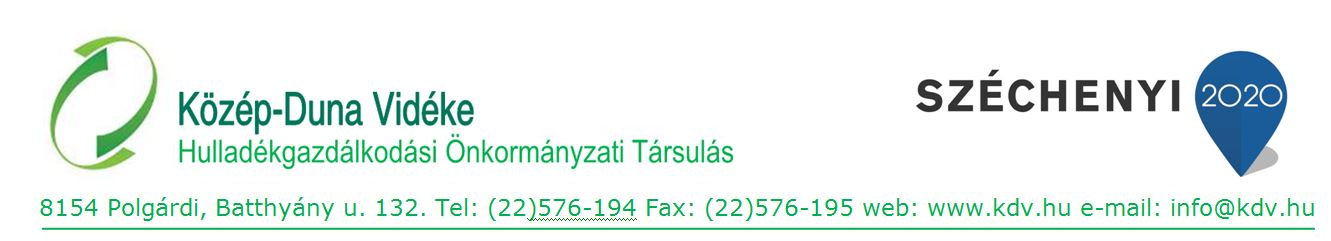 Közép-Duna Vidéke
Hulladékgazdálkodási Önkormányzati Társulás
SZÉCHENYI 2020
8154 Polgárdi, Batthyány u. 132. Tel: (22)576-194 Fax: (22)576-195 web: www.kdv.hu e-mail: info@kdv.hu